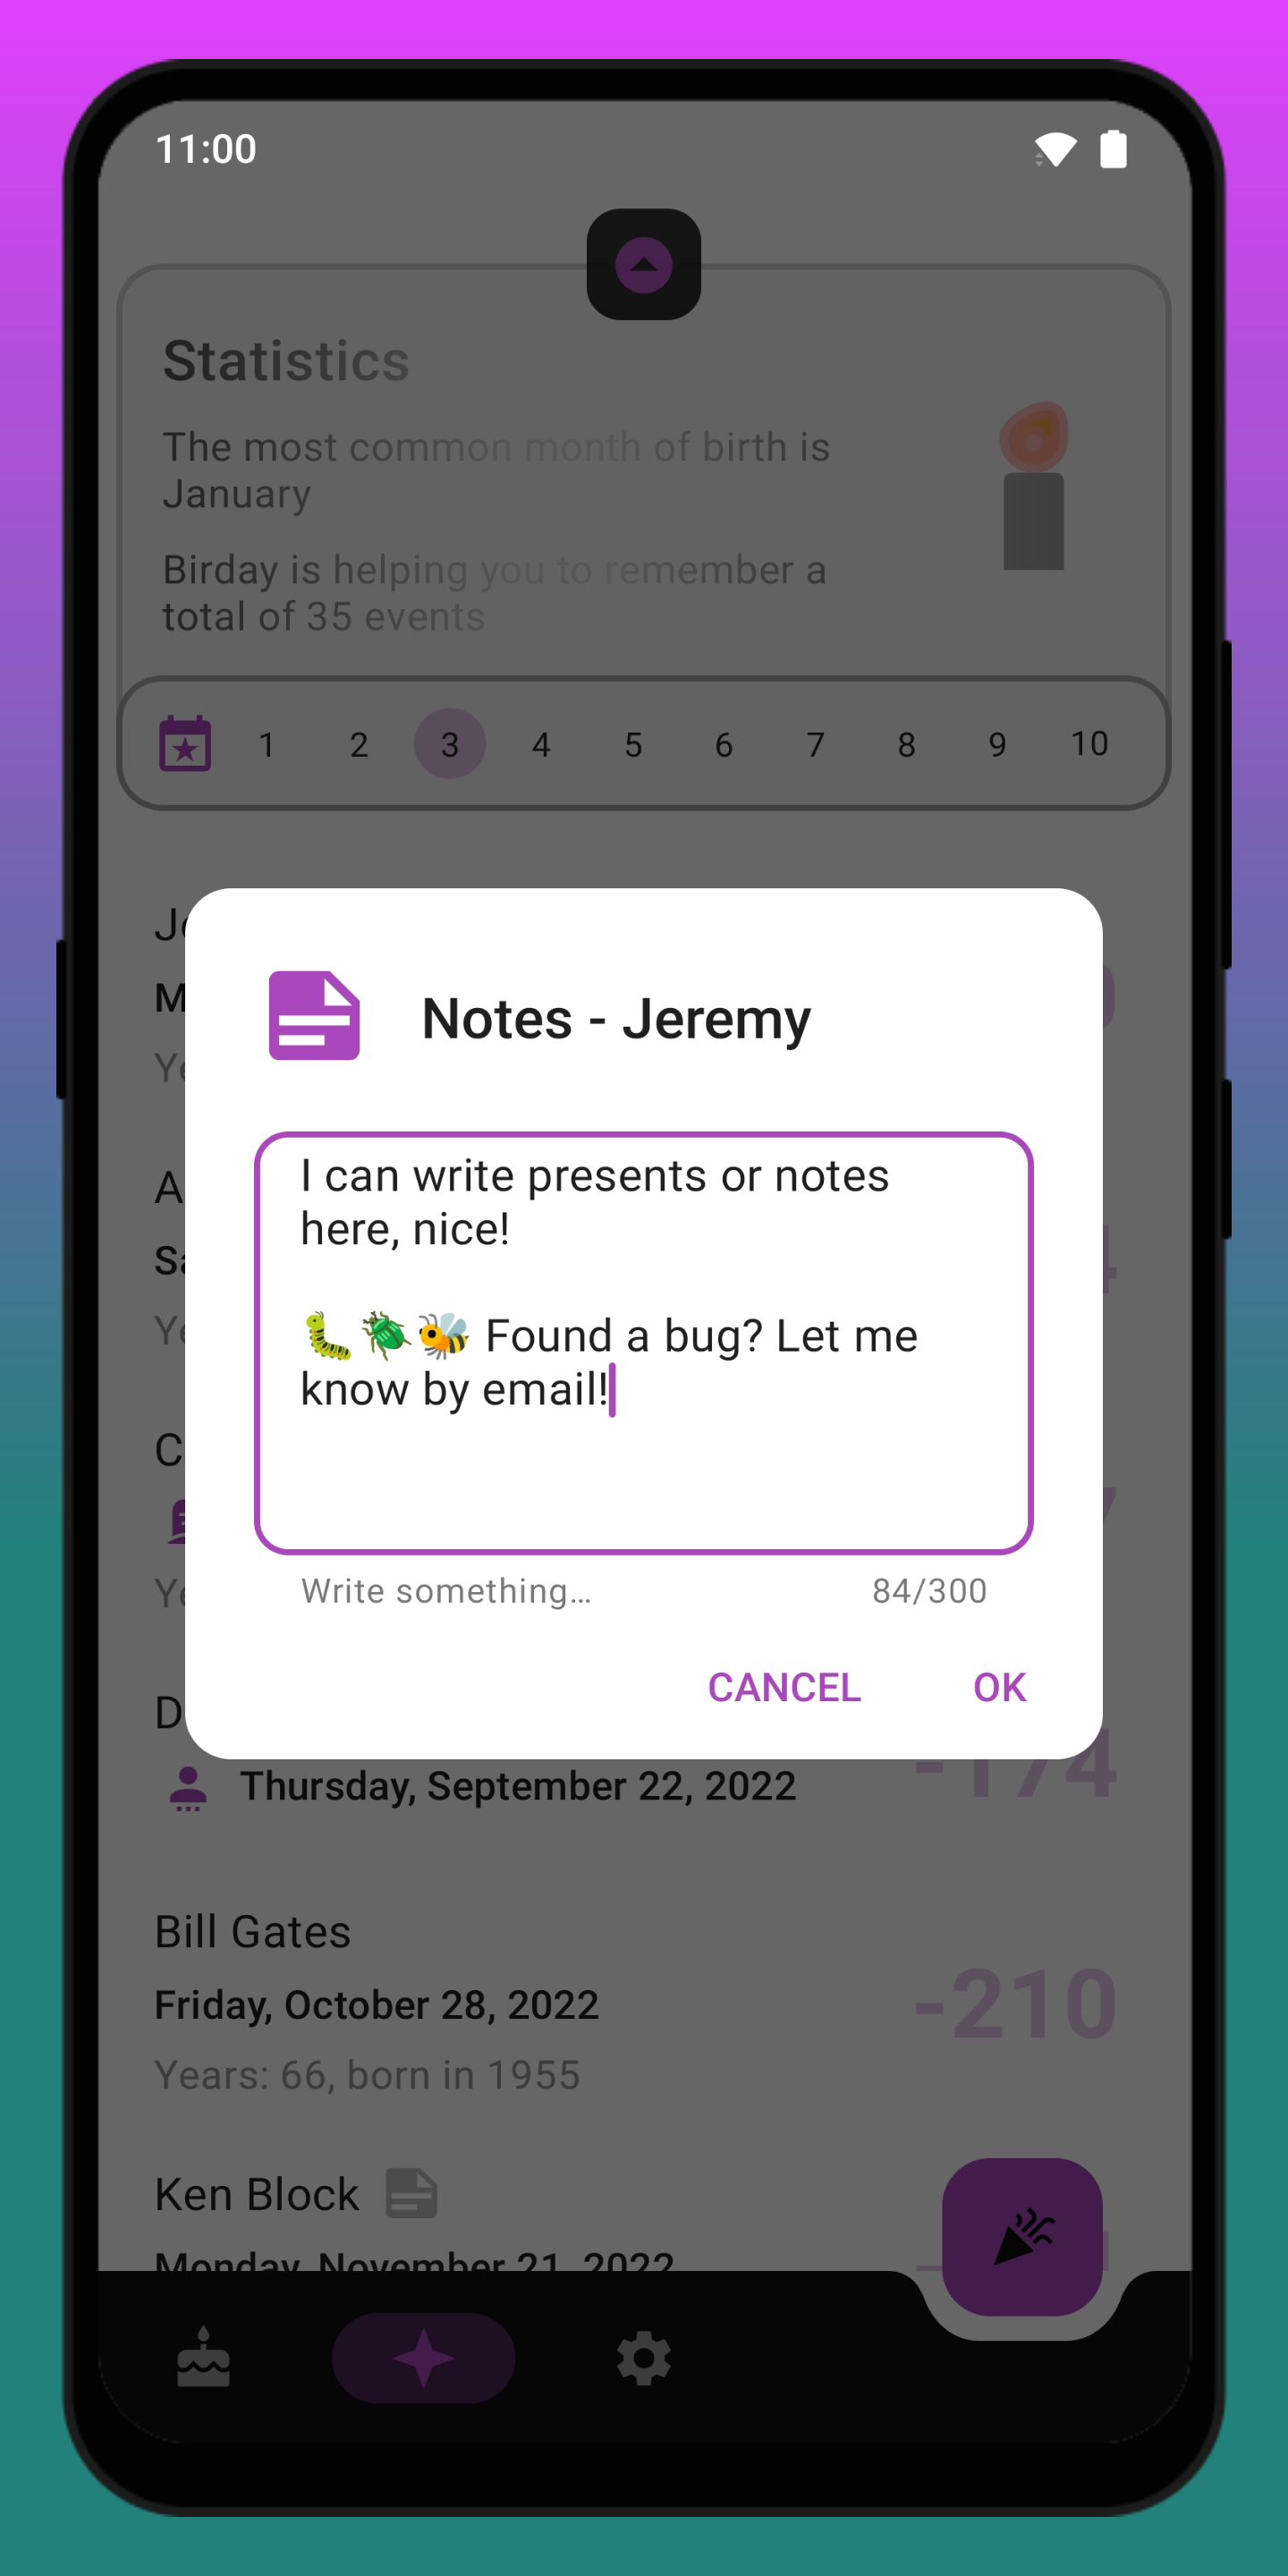 11:00
Statistics
The most common month of birth is
January
Birday is helping you to remember a
total of 35 events
1 2 3 4 5 6 7 8 9 10
Notes - Jeremy
I can write presents or notes
here, nice!
🐛🪲🐝 Found a bug? Let me
know by email!
Write something... 84/300
CANCEL OK
Thursday, September 22, 2022 -174
Bill Gates
Friday, October 28, 2022 -210
Years: 66, born in 1955
Ken Block
Monday, November 21, 2022